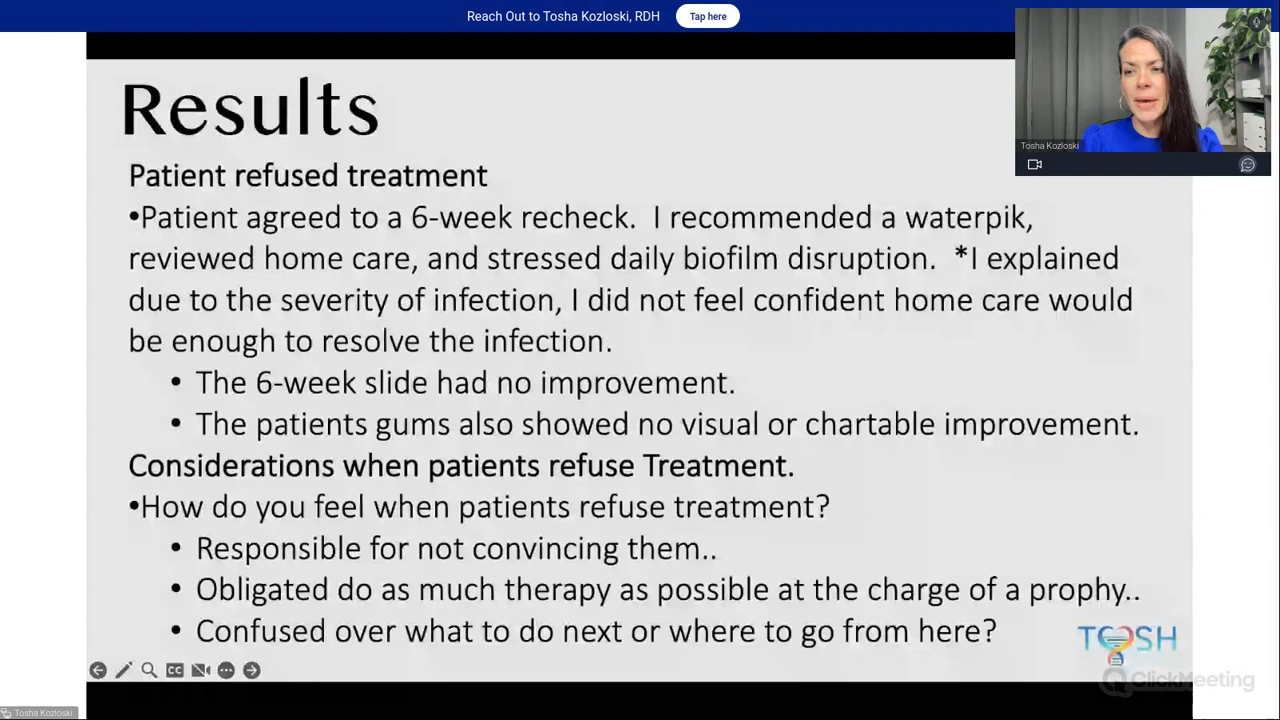 Reach Out to Tosha Kozloski, RDH Tap here
Tosha Kozloski
Results
Patient refused treatment
•Patient agreed to a 6-week recheck. I recommended a waterpik,
reviewed home care, and stressed daily biofilm disruption. *I explained
due to the severity of infection, I did not feel confident home care would
be enough to resolve the infection.
• The 6-week slide had no improvement.
• The patients gums also showed no visual or chartable improvement.
Considerations when patients refuse Treatment.
•How do you feel when patients refuse treatment?
• Responsible for not convincing them..
• Obligated do as much therapy as possible at the charge of a prophy..
• Confused over what to do next or where to go from here?
TOSH
CC
ClickMeeting
Tosha Kozloski